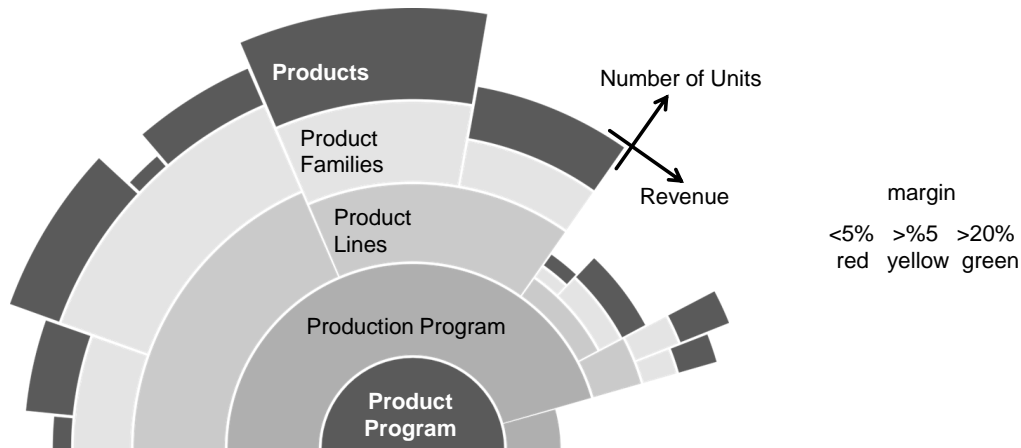 Products
Number of Units
Product
Families
Revenue
margin
Product
Lines
<5% >%5 >20%
red yellow green
Production Program
Product
Program